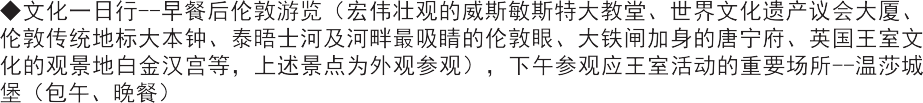 ◆文化一日行--早餐后伦敦游览（宏伟壮观的威斯敏斯特大教堂、世界文化遗产议会大厦、
伦敦传统地标大本钟、泰晤士河及河畔最吸睛的伦敦眼、大铁闸加身的唐宁府、英国王室文
化的观景地白金汉宫等，上述景点为外观参观），下午参观应王室活动的重要场所--温莎城
堡（包午、晚餐）